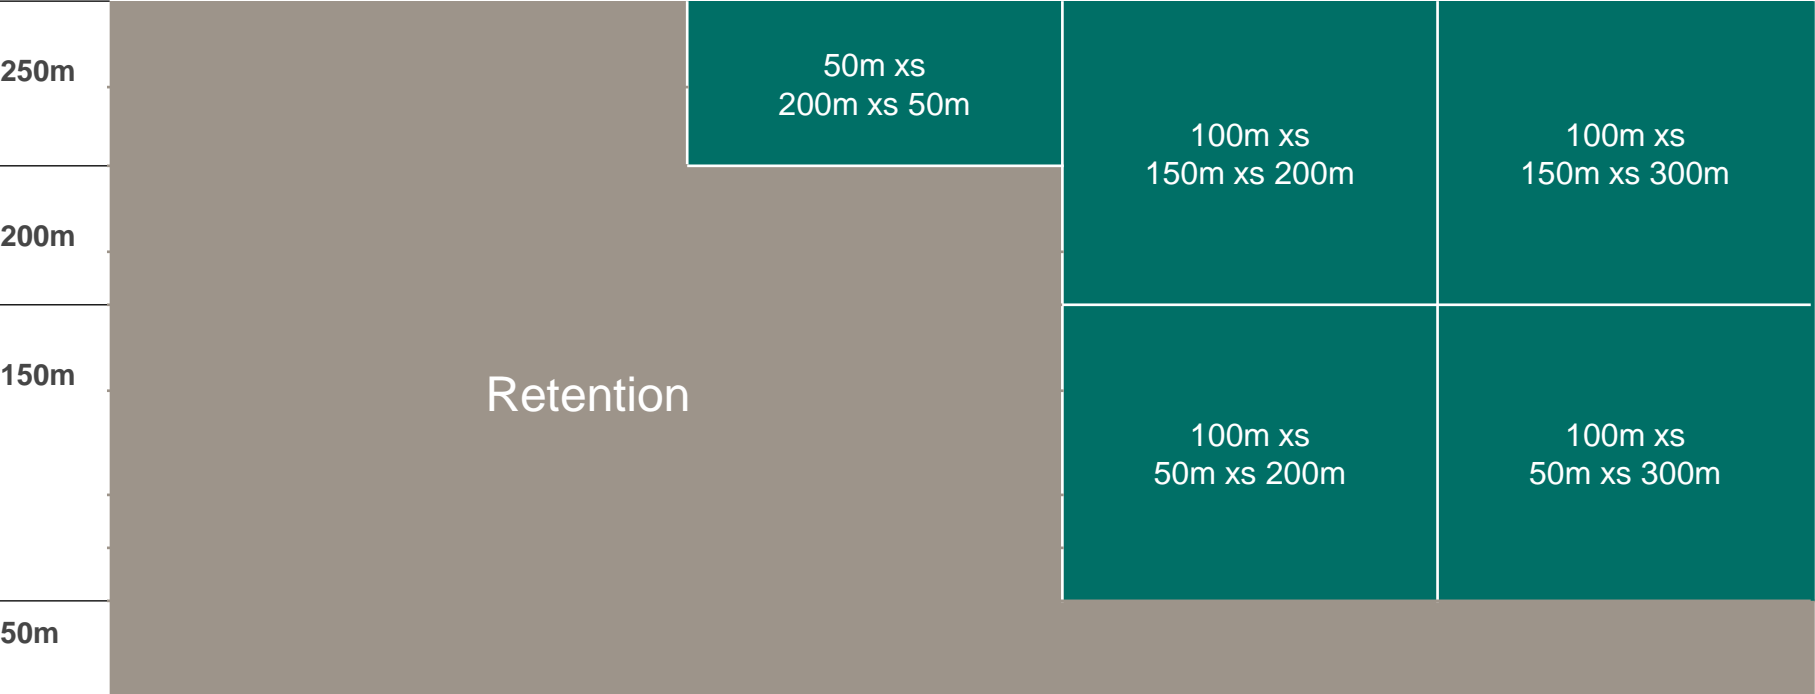 250m
50m xs
200m xs 50m
100m xs
150m xs 200m
100m xs
150m xs 300m
200m
150m
Retention
100m xs
50m xs 200m
100m xs
50m xs 300m
50m